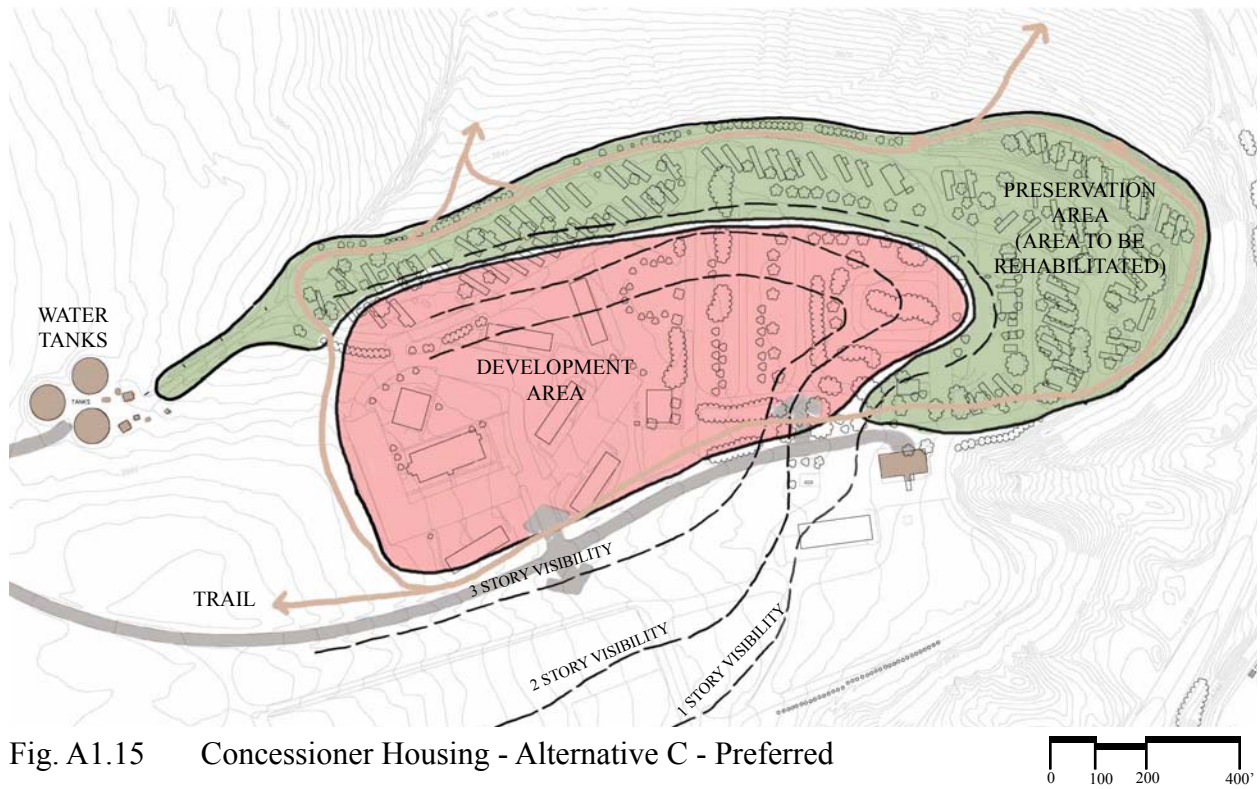 PRESERVATION
AREA
(AREA TO BE
REHABILITATED)
WATER
TANKS
TANKS
DEVELOPMENT
AREA
TRAIL
3 STORY VISIBILITY
2 STORY VISIBILITY
1 STORY VISIBILITY
Fig. A1.15 Concessioner Housing - Alternative C - Preferred
0 100 200 400'